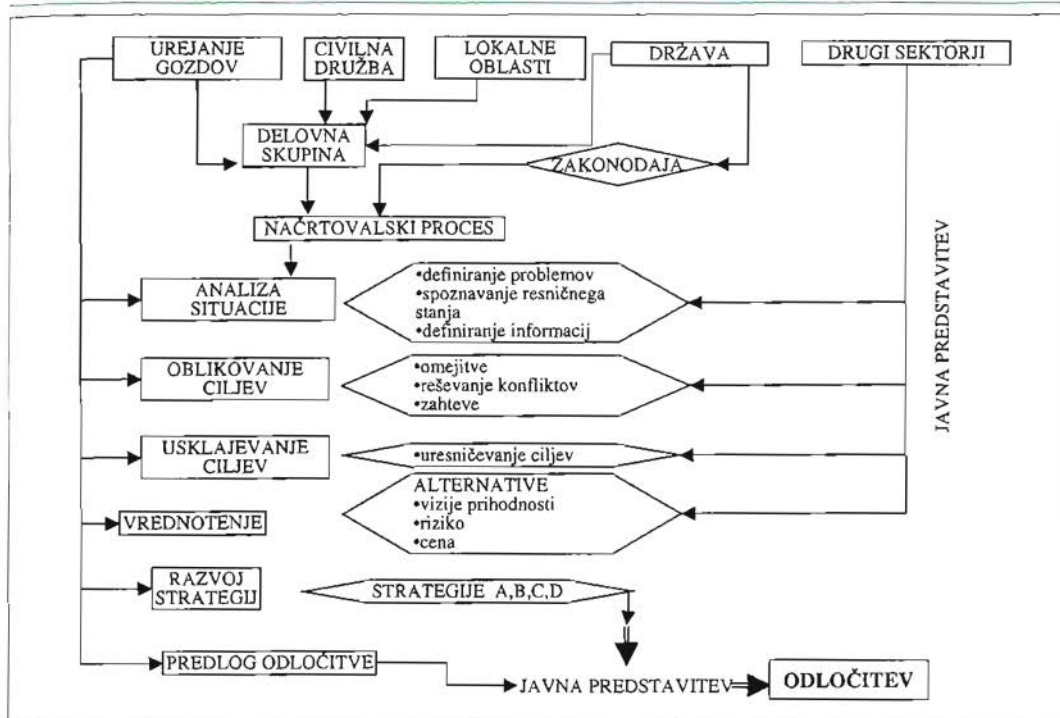 UREJANJE
GOZDOV
CIVILNA
DRUŽBA
LOKALNE
OBLASTI
DRŽAVA
DRUGI SEKTORJI
DELOVNA
SKUPINA
ZAKONODAJA
NAČRTOVALSKI PROCES
ANALIZA
SITUACIJE
•definiranje problemov
•spoznavanje resničnega
stanja
•definiranje informacij
JAVNA PREDSTAVITEV
OBLIKOVANJE
CILJEV
•omejitve
•reševanje konfliktov
•zahteve
USKLAJEVANJE
CILJEV
•uresničevanje ciljev
VREDNOTENJE
ALTERNATIVE
•vizije prihodnosti
•riziko
•cena
RAZVOJ
STRATEGIJ
STRATEGIJE A,B,C,D
PREDLOG ODLOČITVE
JAVNA PREDSTAVITEV
ODLOČITEV